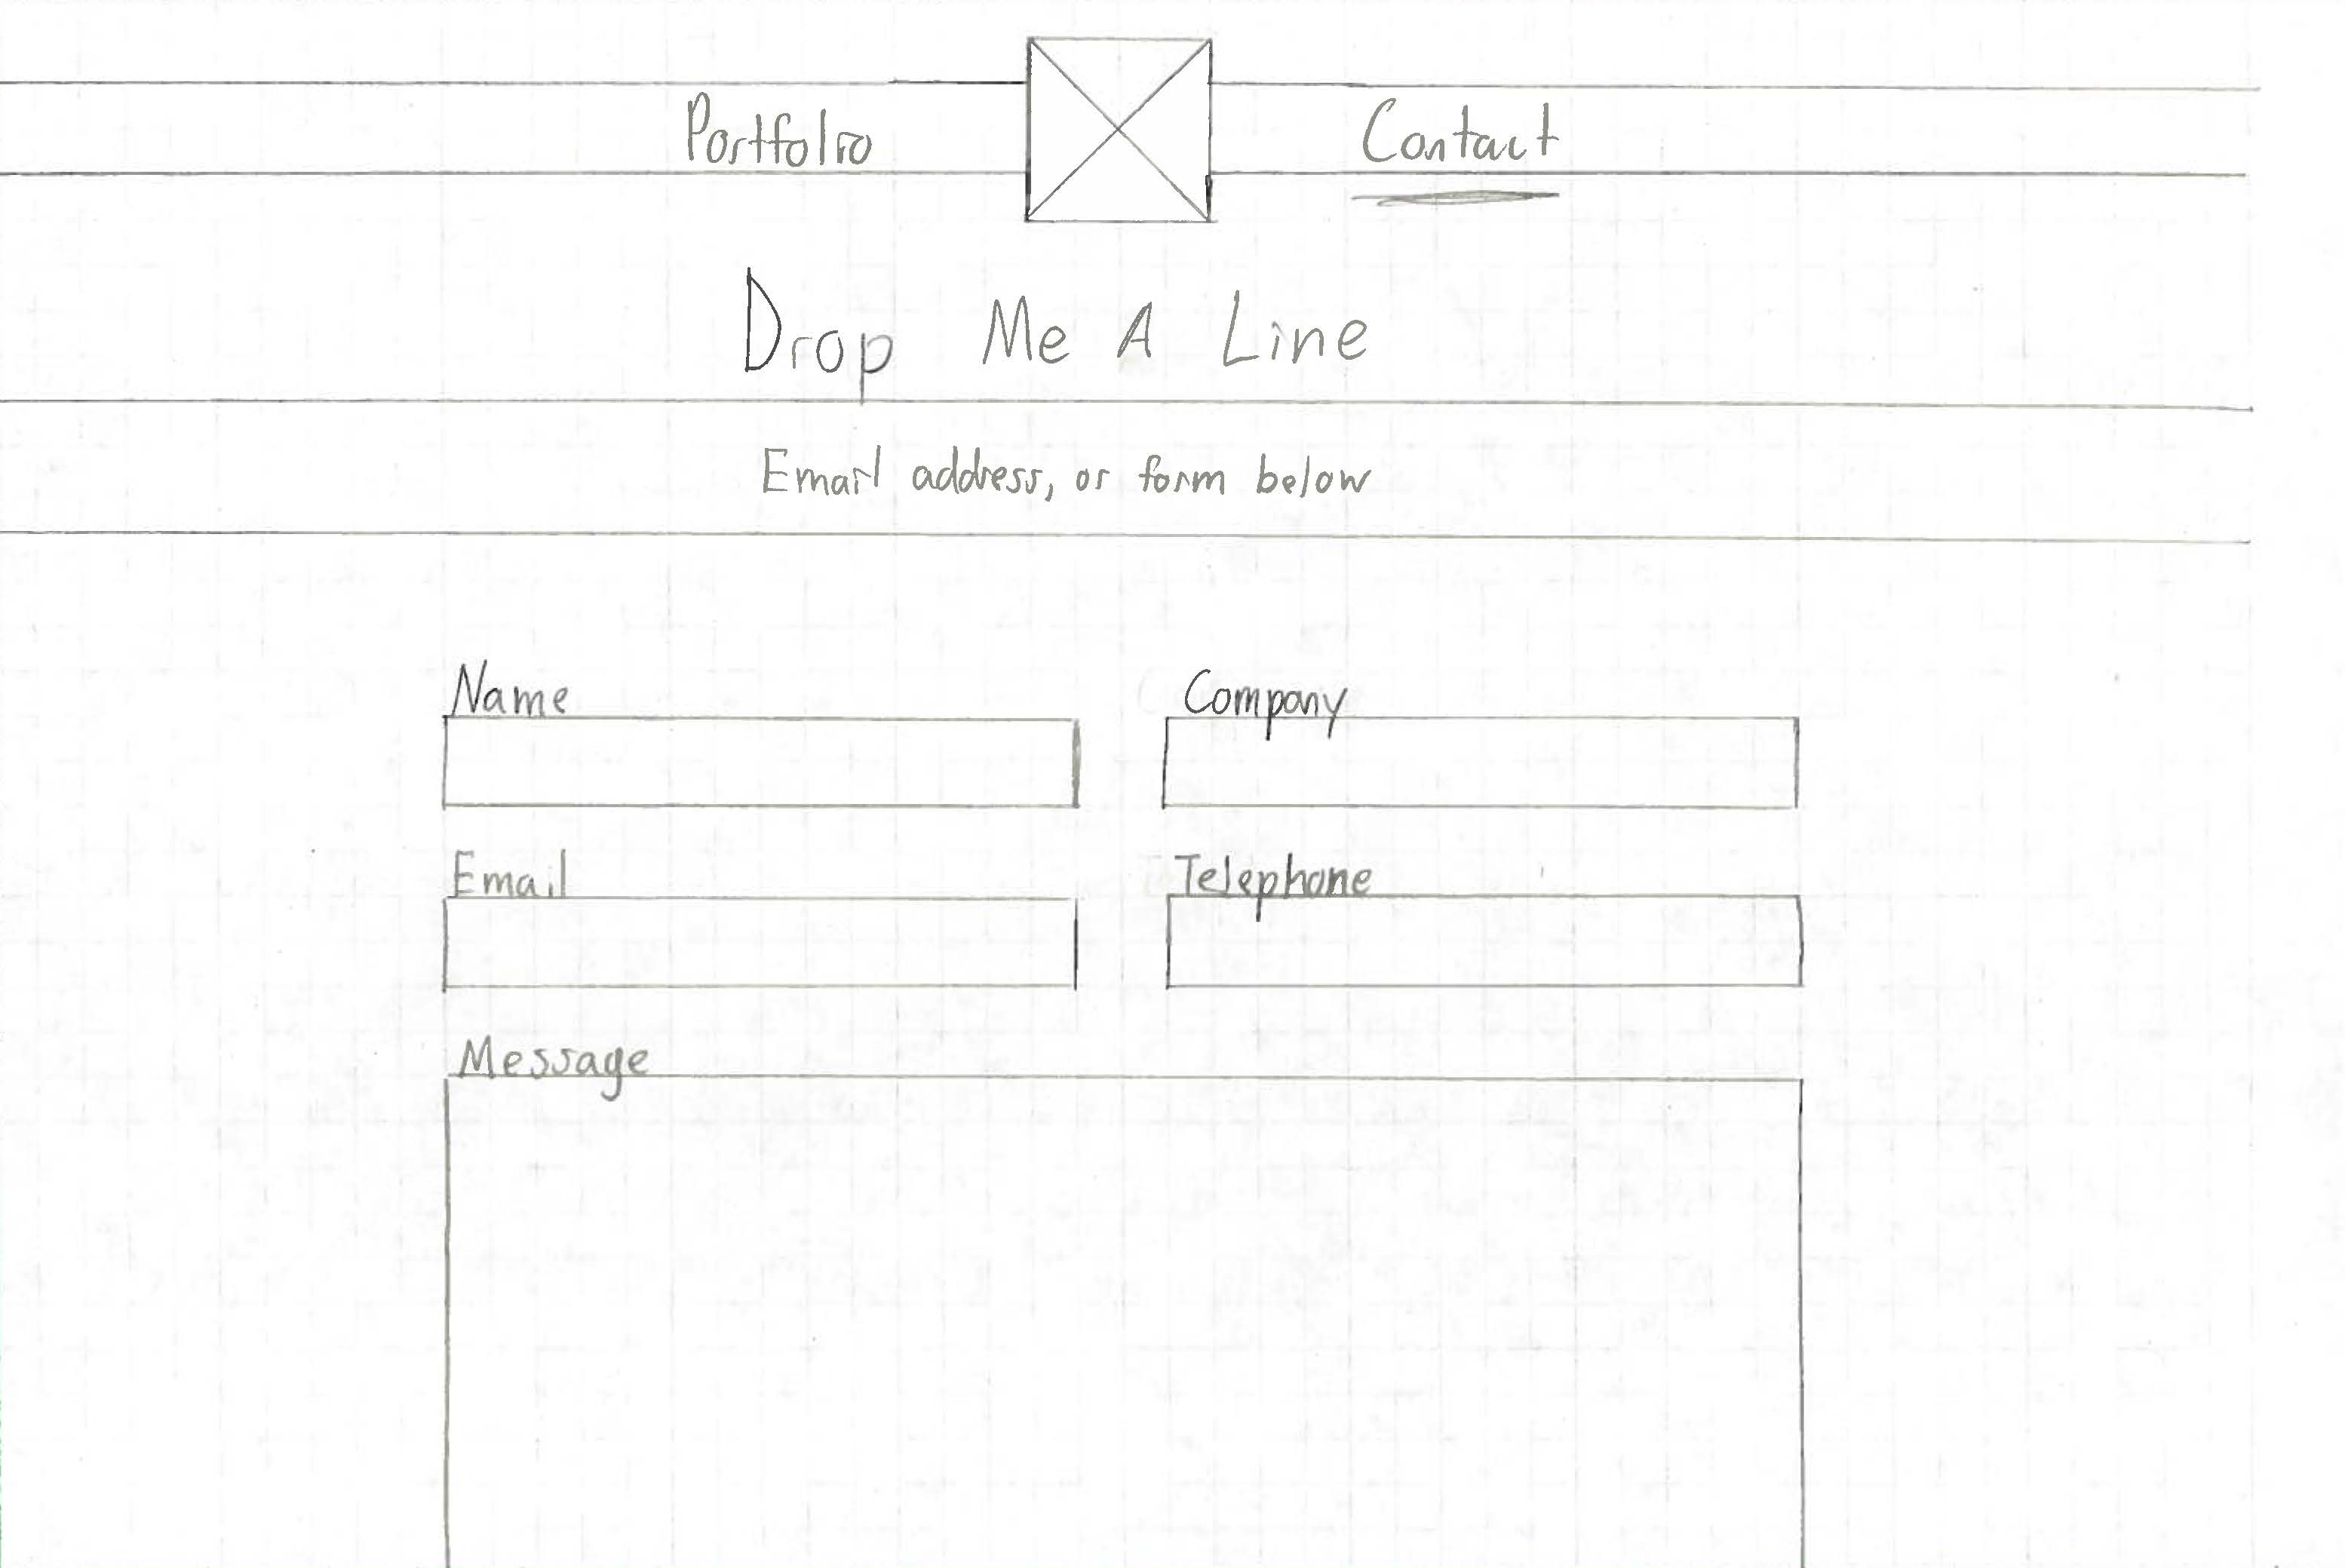 Portfolio Contact
Drop Me A Line
Email address, or form below
Name Company
Email Telephone
Message